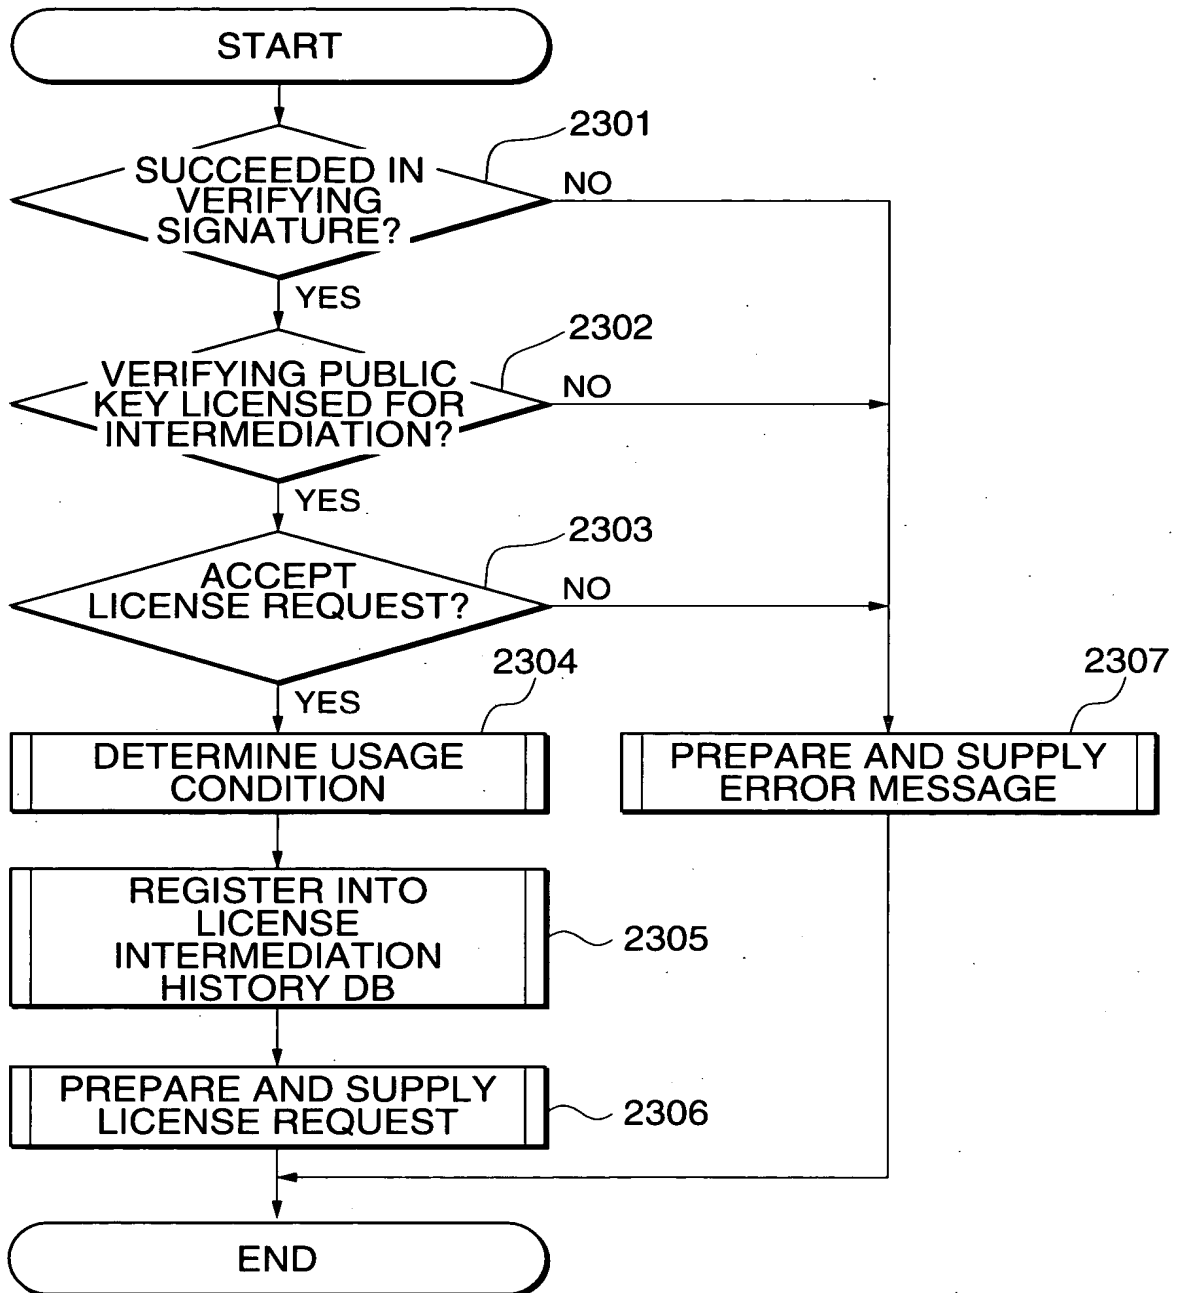 START
2301
SUCCEEDED IN
VERIFYING
SIGNATURE?
NO
YES
2302
VERIFYING PUBLIC
KEY LICENSED FOR
INTERMEDIATION?
NO
YES
2303
ACCEPT
LICENSE REQUEST?
NO
YES
2304
DETERMINE USAGE
CONDITION
2307
PREPARE AND SUPPLY
ERROR MESSAGE
REGISTER INTO
LICENSE
INTERMEDIATION
HISTORY DB
2305
PREPARE AND SUPPLY
LICENSE REQUEST
2306
END